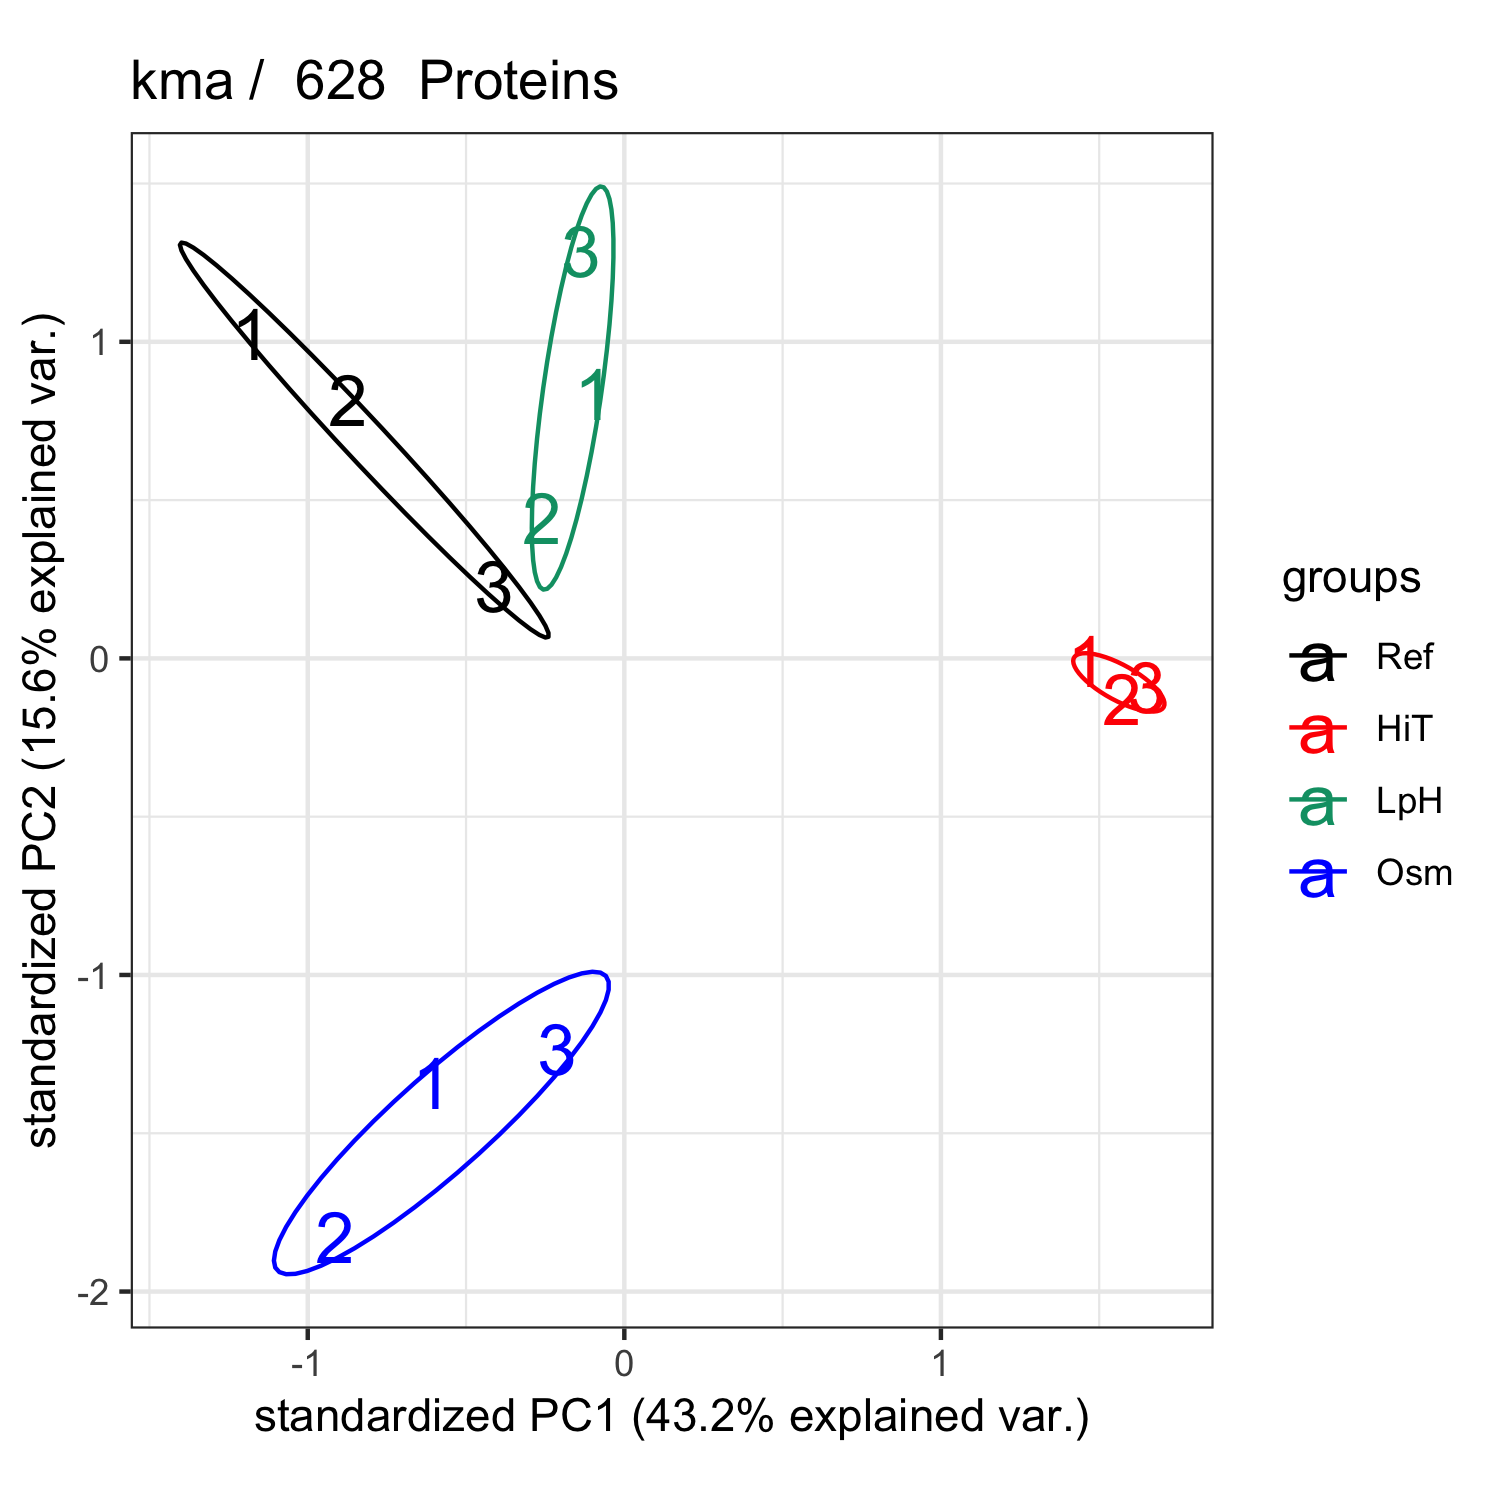 kma /  628  Proteins
standardized PC2 (15.6% explained var.)
1
0
-1
-2
3
1
1
2
2
3
1
3
2
3
1
2
-1
0
1
standardized PC1 (43.2% explained var.)
groups
a Ref
a HiT
a LpH
a Osm